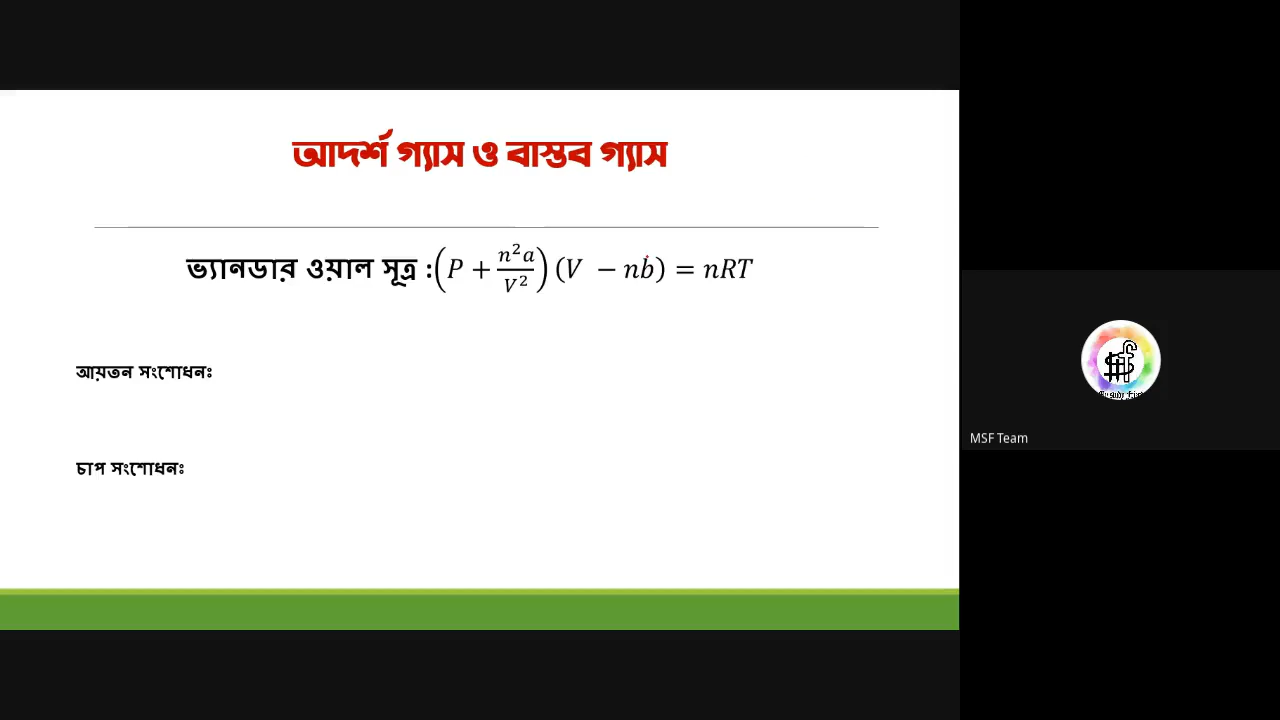 আদর্শ গ্যাস ও বাস্তব গ্যাস
ভ্যানডার ওয়াল সূত্র :(P + n²a/V²) (V − nb) = nRT
আয়তন সংশোধনঃ
চাপ সংশোধনঃ
MSF Team